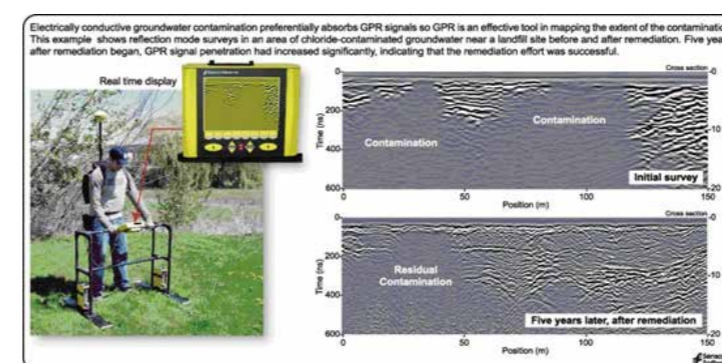 Electrically conductive groundwater contamination preferentially absorbs GPR signals so GPR is an effective tool in mapping the extent of the
This example shows reflection mode surveys in an area of chloride-contaminated groundwater near a landfill site before and after remediation. Five
after remediation began, GPR signal penetration had increased significantly, indicating that the remediation effort was successful.
Real time display
Cross section
0
200
400
600
Time (ns)
0
10
20
Contamination
Contamination
Initial survey
0
50
100
150
Position (m)
Cross section
0
200
400
600
Time (ns)
0
10
20
Residual
Contamination
Five years later, after remediation
0
50
100
150
Position (m)